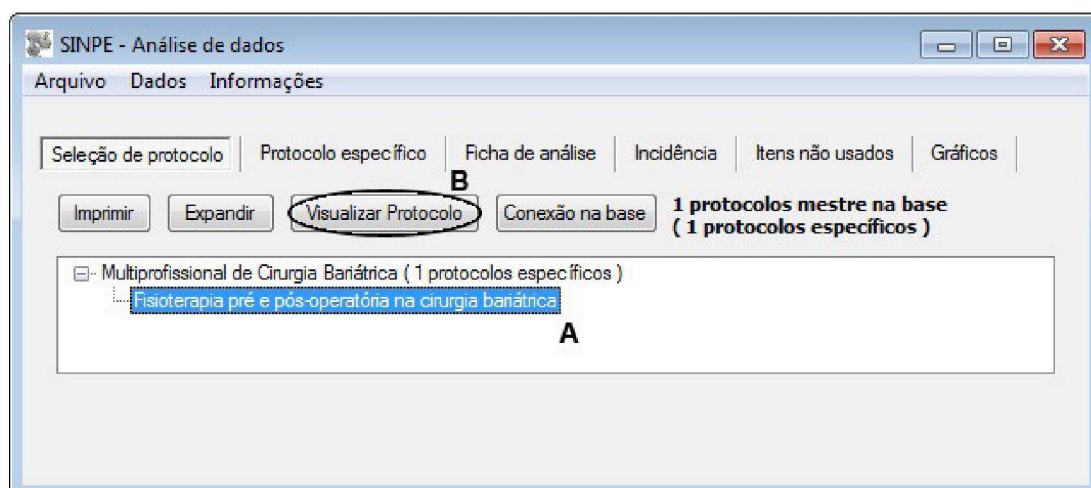 SINPE - Análise de dados
Arquivo Dados Informações
Seleção de protocolo Protocolo específico Ficha de análise Incidência Itens não usados Gráficos
B
Imprimir Expandir Visualizar Protocolo Conexão na base 1 protocolos mestre na base
( 1 protocolos específicos )
Multiprofissional de Cirurgia Bariátrica ( 1 protocolos específicos )
Fisioterapia pré e pós-operatória na cirurgia bariátrica
A